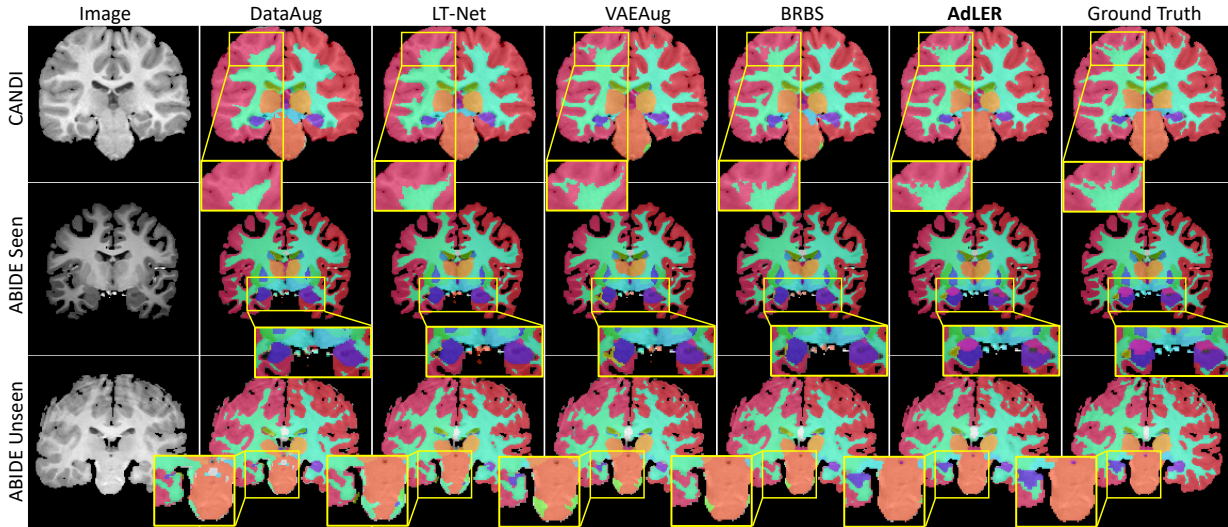 Image DataAug LT-Net VAEAug BRBS AdLER Ground Truth
CANDI
ABIDE Seen
ABIDE Unseen